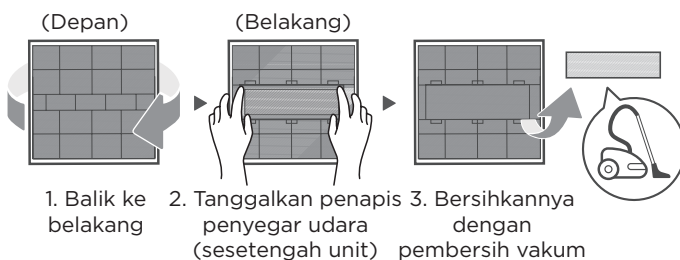 (Depan)
(Belakang)
1. Balik ke
belakang
2. Tanggalkan penapis
penyegar udara
(sesetengah unit)
3. Bersihkannya
dengan
pembersih vakum